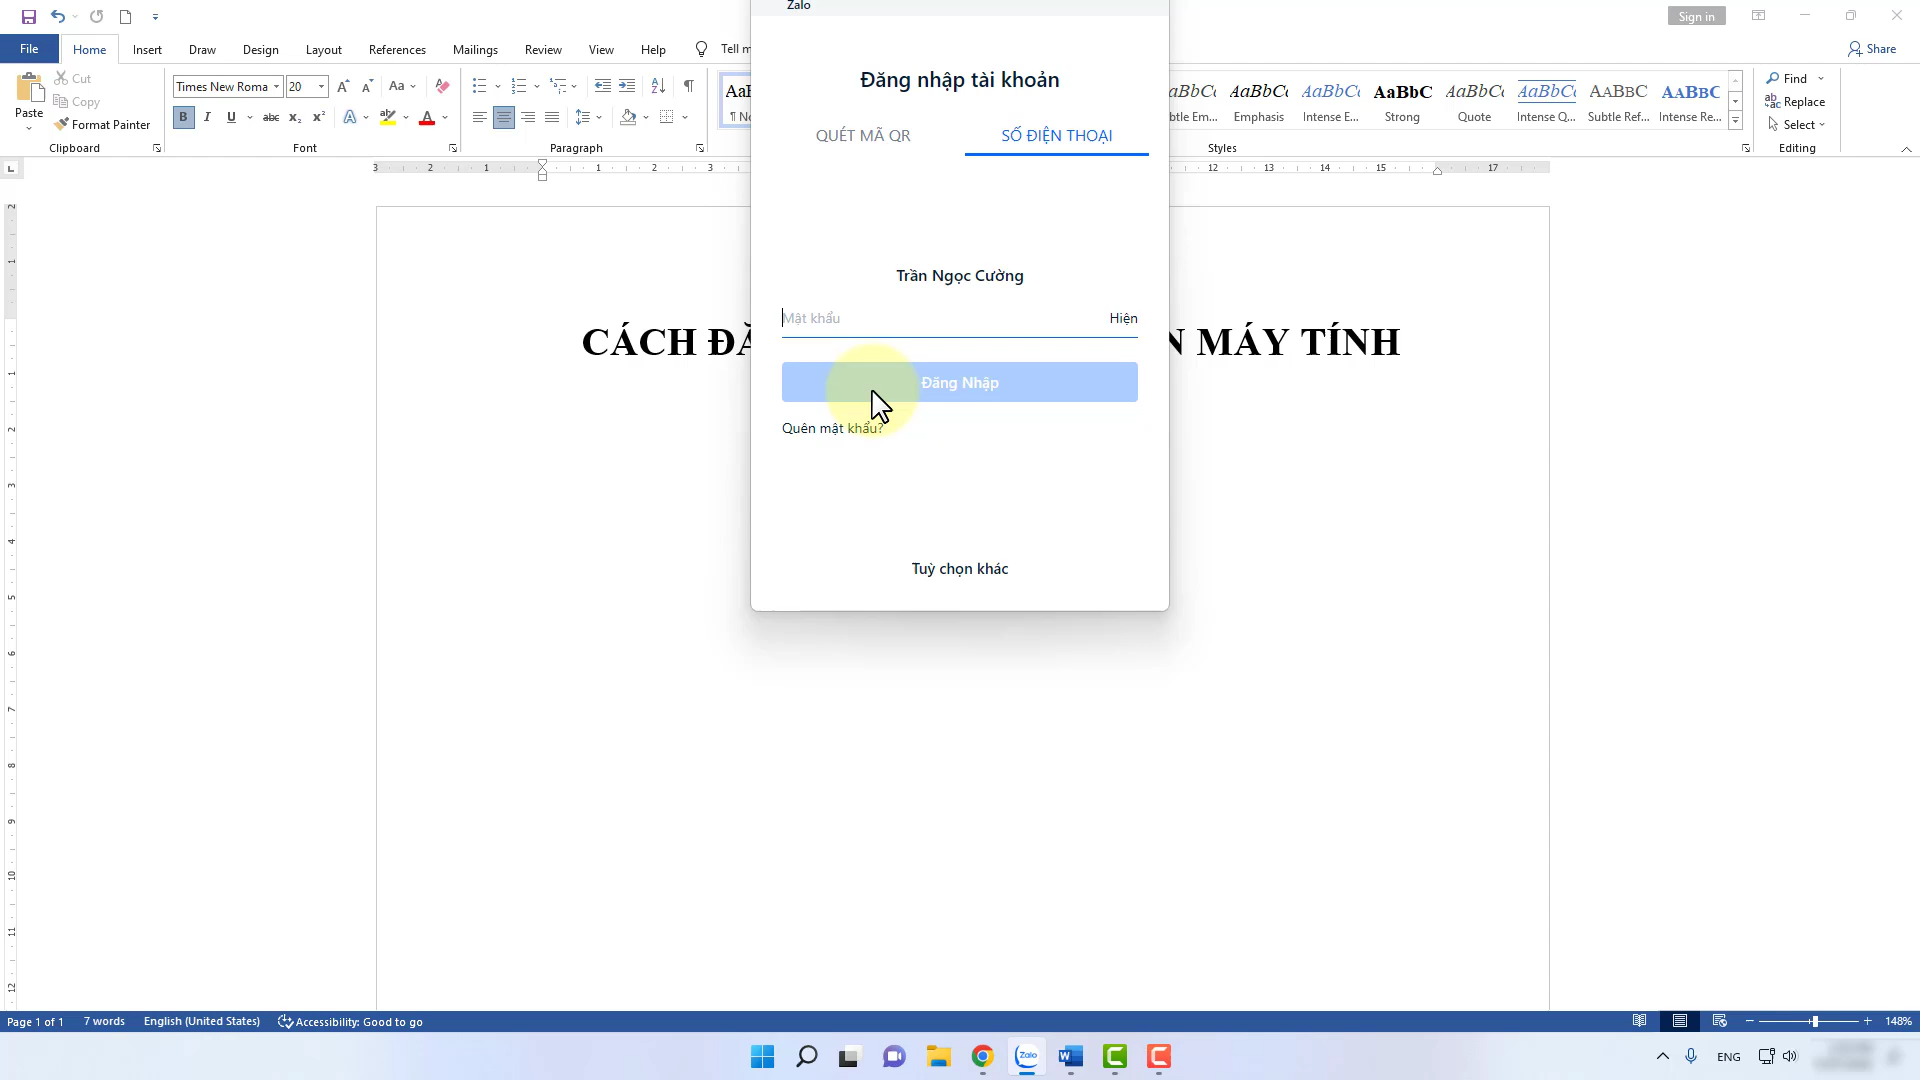 Sign in
File
Home
Insert
Draw
Design
Layout
References
Mailings
Review
View
Help
Tell
Share
Paste
Cut
Copy
Format Painter
Clipboard
Times New Roma
20
Font
Paragraph
Emphasis
Intense E...
Strong
Quote
Intense Q...
Subtle Ref...
Intense Re...
Styles
Find
Replace
Select
Editing
Zalo
Đăng nhập tài khoản
QUÉT MÃ QR
SỐ ĐIỆN THOẠI
Trần Ngọc Cường
Mật khẩu
Hiện
Đăng Nhập
Quên mật khẩu?
Tuỳ chọn khác
CÁCH ĐĂ
N MÁY TÍNH
Page 1 of 1
7 words
English (United States)
Accessibility: Good to go
148%
Zalo
ENG